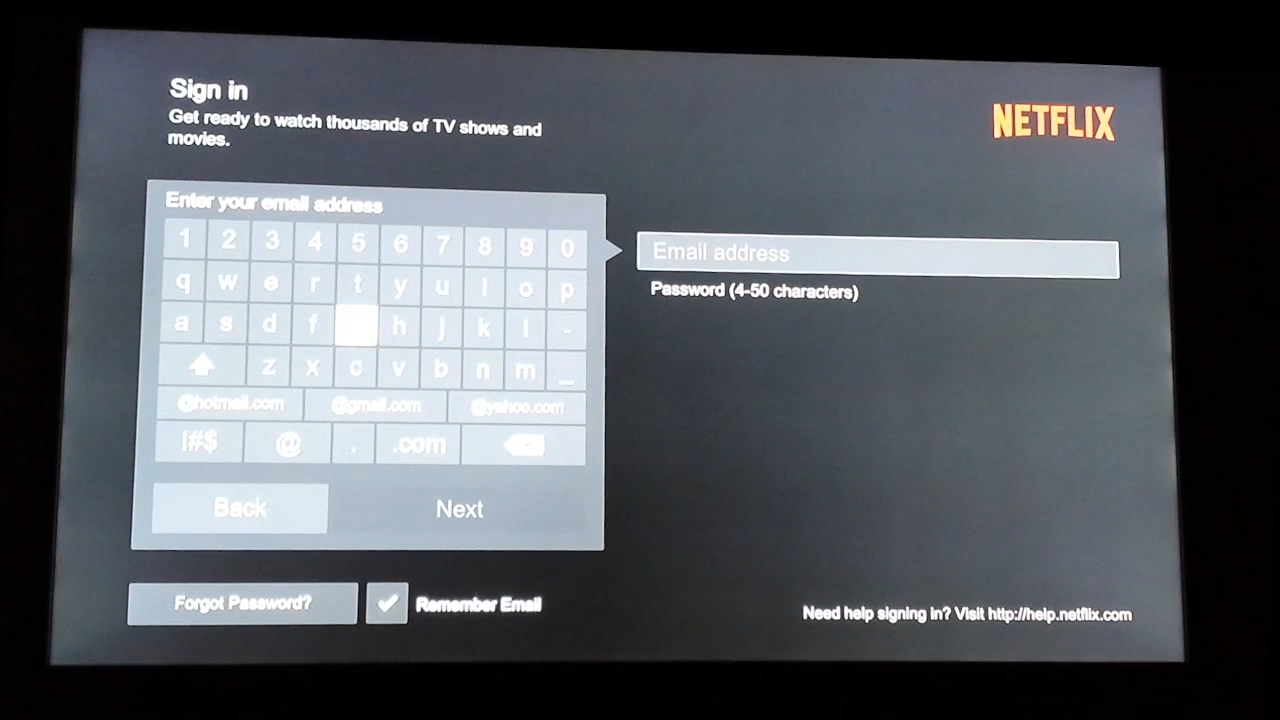 Sign in
Get ready to watch thousands of TV shows and
movies.
NETFLIX
Enter your email address
1 2 3 4 5 6 7 8 9 0
q w e r t y u i o p
a s d f h j k l -
z x c v b n m _
@hotmail.com @gmail.com @yahoo.com
!#$ @ . .com
Back Next
Email address
Password (4-50 characters)
Forgot Password? Remember Email
Need help signing in? Visit http://help.netflix.com